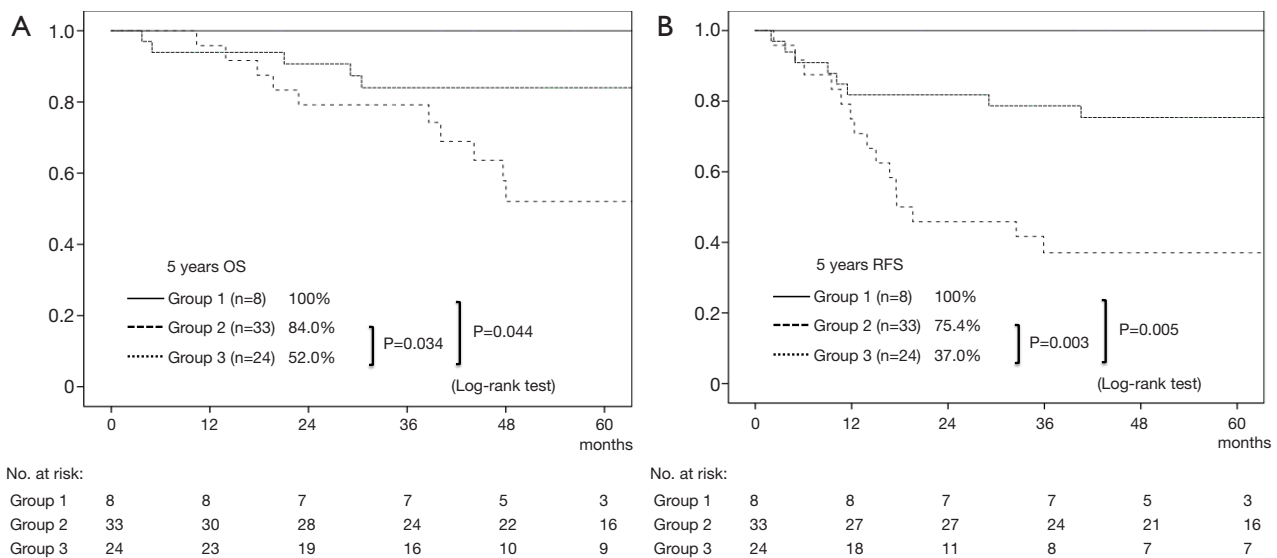 A
1.0
0.8
0.6
0.4
0.2
0
5 years OS
Group 1 (n=8) 100%
Group 2 (n=33) 84.0%
Group 3 (n=24) 52.0%
P=0.034
P=0.044
(Log-rank test)
0 12 24 36 48 60
months
No. at risk:
Group 1 8 8 7 7 5 3
Group 2 33 30 28 24 22 16
Group 3 24 23 19 16 10 9
B
1.0
0.8
0.6
0.4
0.2
0
5 years RFS
Group 1 (n=8) 100%
Group 2 (n=33) 75.4%
Group 3 (n=24) 37.0%
P=0.003
P=0.005
(Log-rank test)
0 12 24 36 48 60
months
No. at risk:
Group 1 8 8 7 7 5 3
Group 2 33 27 27 24 21 16
Group 3 24 18 11 8 7 7